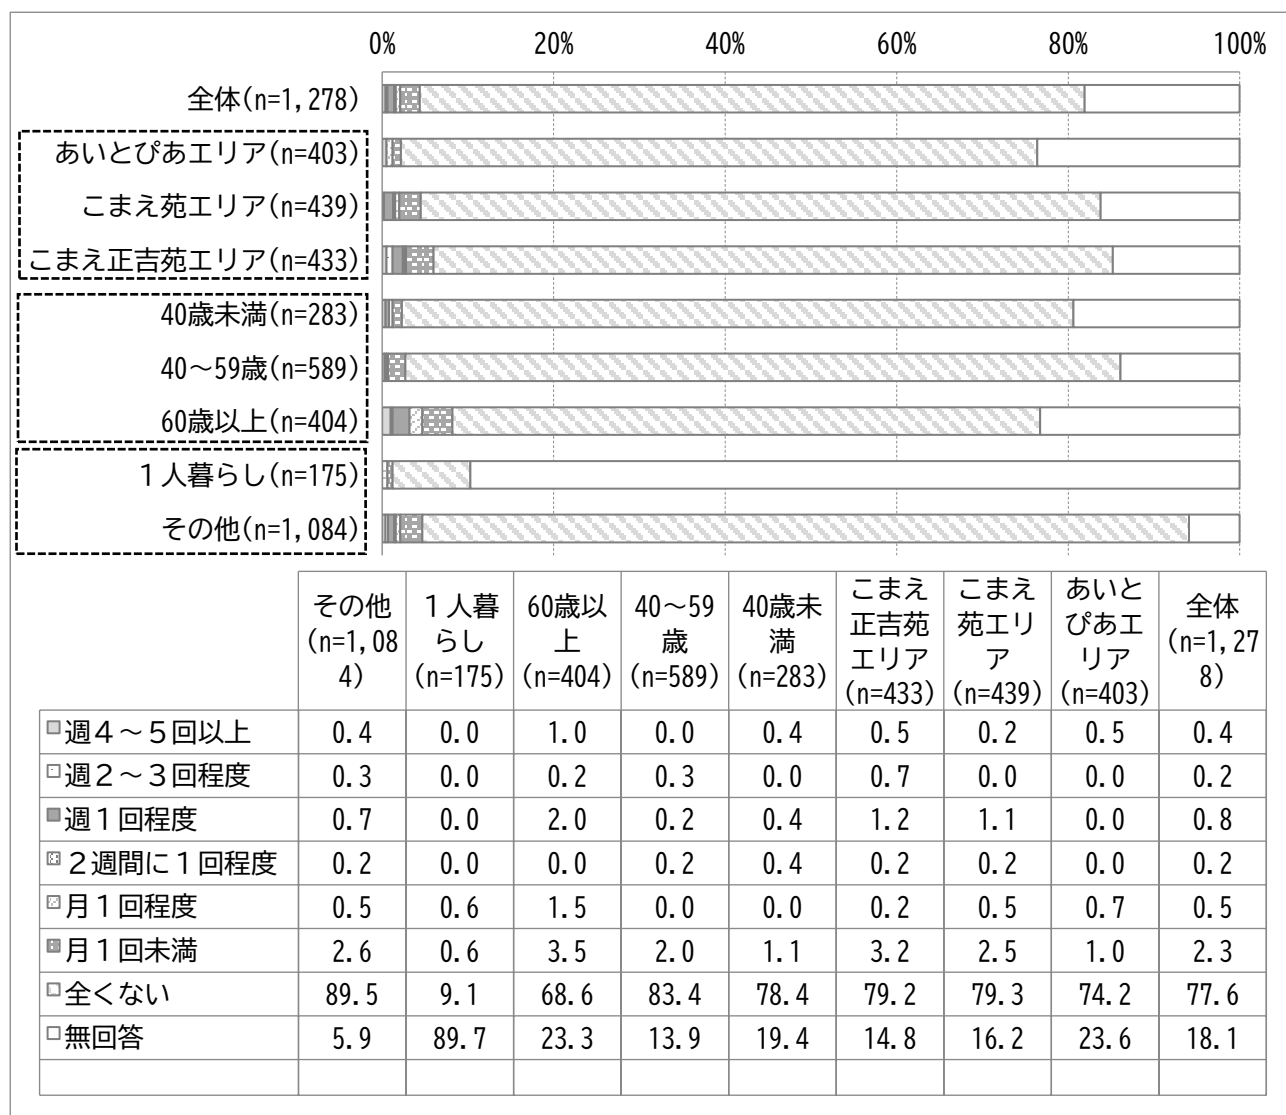 0% 20% 40% 60% 80% 100%
全体(n=1,278)
あいとぴあエリア(n=403)
こまえ苑エリア(n=439)
こまえ正吉苑エリア(n=433)
40歳未満(n=283)
40～59歳(n=589)
60歳以上(n=404)
１人暮らし(n=175)
その他(n=1,084)
その他(n=1,084) １人暮らし(n=175) 60歳以上(n=404) 40～59歳(n=589) 40歳未満(n=283) こまえ正吉苑エリア(n=433) こまえ苑エリア(n=439) あいとぴあエリア(n=403) 全体(n=1,278)
週４～５回以上 0.4 0.0 1.0 0.0 0.4 0.5 0.2 0.5 0.4
週２～３回程度 0.3 0.0 0.2 0.3 0.0 0.7 0.0 0.0 0.2
週１回程度 0.7 0.0 2.0 0.2 0.4 1.2 1.1 0.0 0.8
２週間に１回程度 0.2 0.0 0.0 0.2 0.4 0.2 0.2 0.0 0.2
月１回程度 0.5 0.6 1.5 0.0 0.0 0.2 0.5 0.7 0.5
月１回未満 2.6 0.6 3.5 2.0 1.1 3.2 2.5 1.0 2.3
全くない 89.5 9.1 68.6 83.4 78.4 79.2 79.3 74.2 77.6
無回答 5.9 89.7 23.3 13.9 19.4 14.8 16.2 23.6 18.1